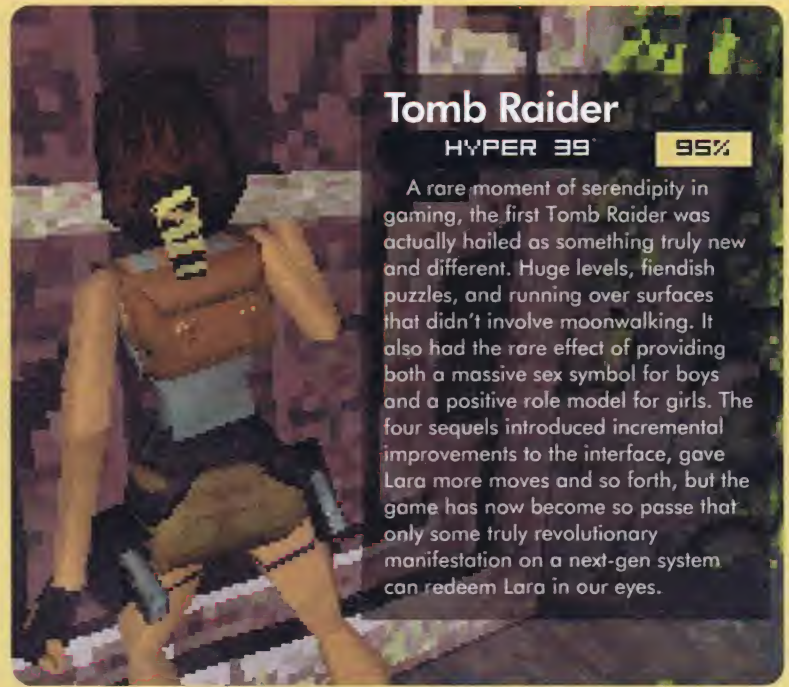 Tomb Raider
HYPER 39 95%
A rare moment of serendipity in
gaming, the first Tomb Raider was
actually hailed as something truly new
and different. Huge levels, fiendish
puzzles, and running over surfaces
that didn't involve moonwalking. It
also had the rare effect of providing
both a massive sex symbol for boys
and a positive role model for girls. The
four sequels introduced incremental
improvements to the interface, gave
Lara more moves and so forth, but the
game has now become so passe that
only some truly revolutionary
manifestation on a next-gen system
can redeem Lara in our eyes.